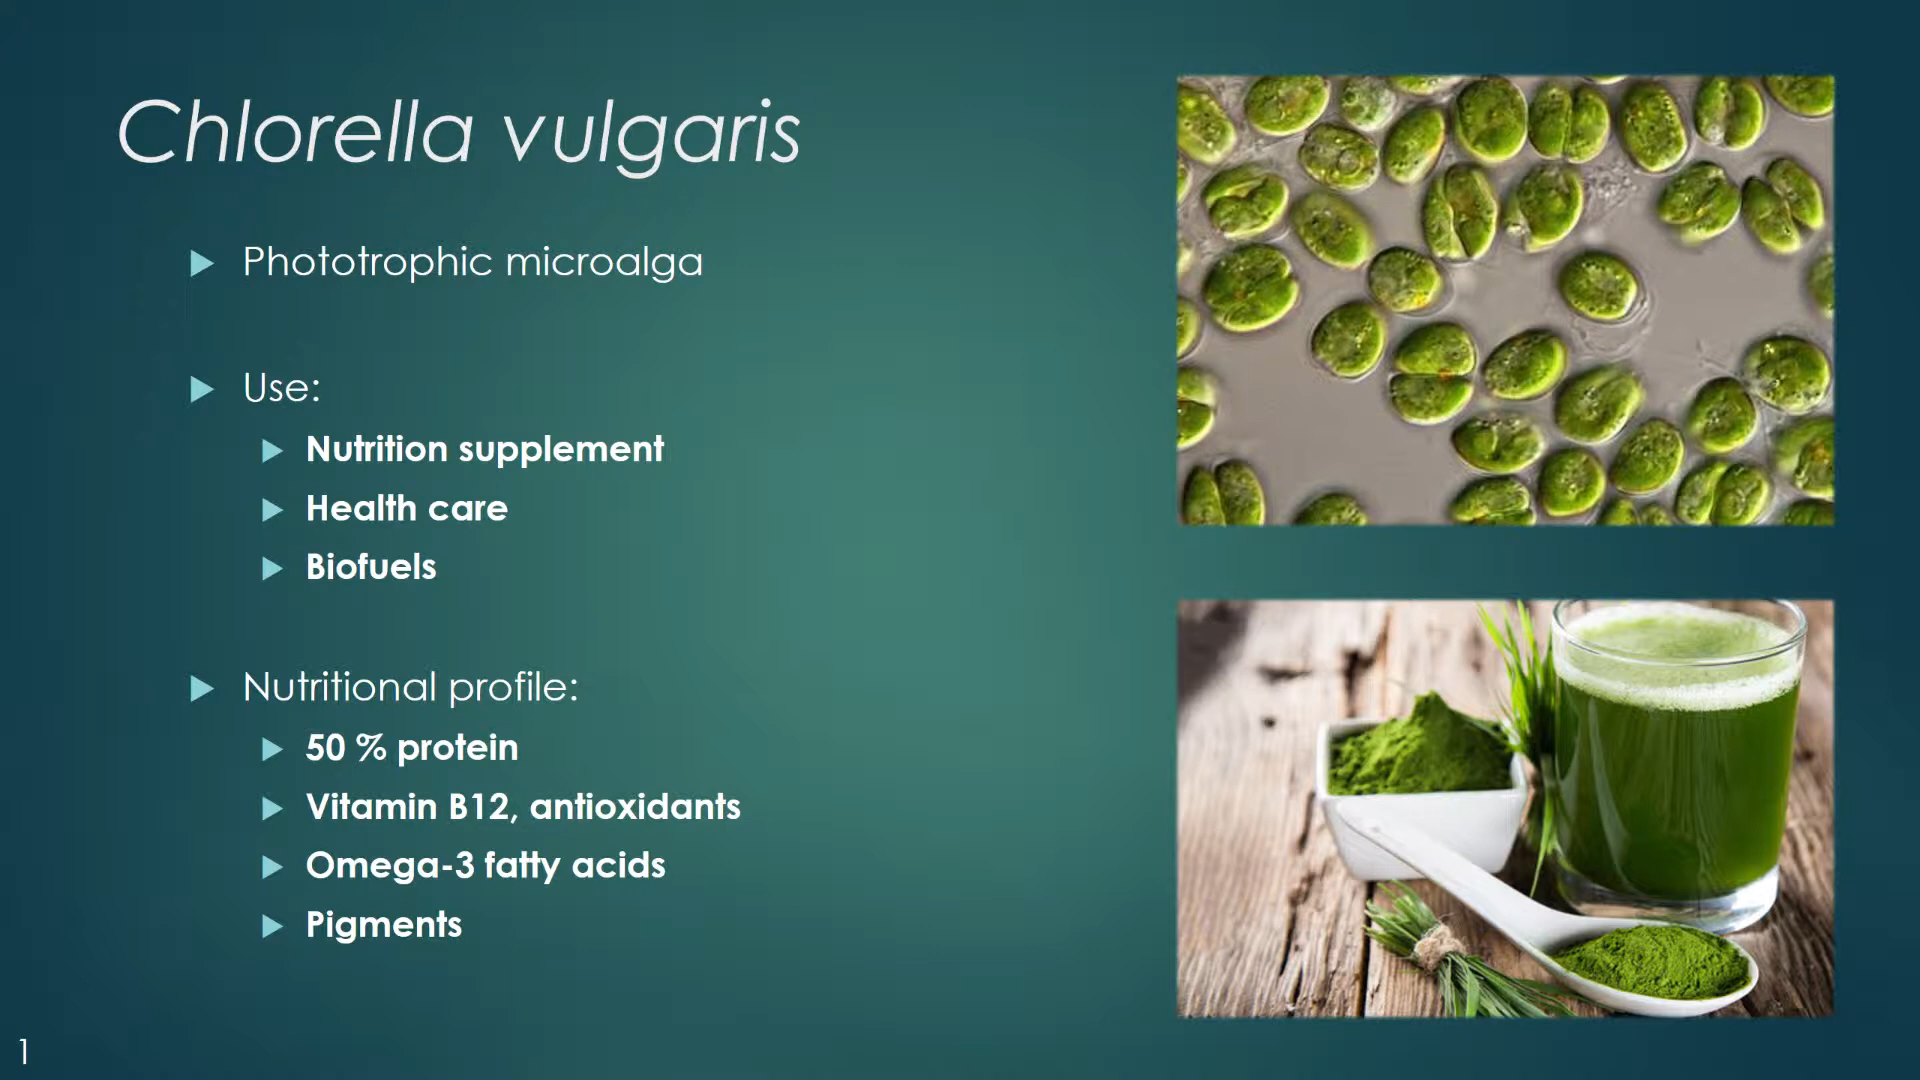 Chlorella vulgaris
Phototrophic microalga
Use:
Nutrition supplement
Health care
Biofuels
Nutritional profile:
50 % protein
Vitamin B12, antioxidants
Omega-3 fatty acids
Pigments
1